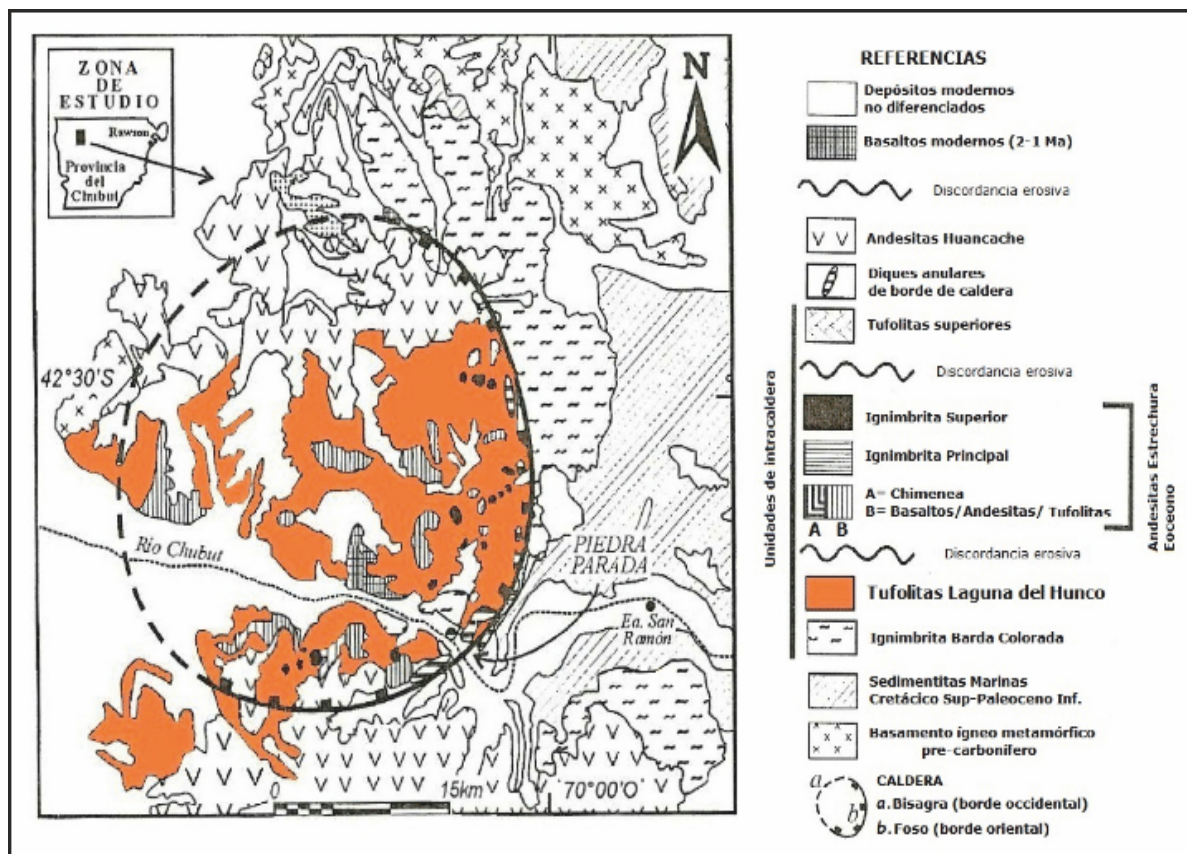 ZONA
DE
ESTUDIO
Rawson
Provincia
del
Chubut
N
42°30'S
Río Chubut
PIEDRA
PARADA
Ea. San
Ramón
0 15km
70°00'O
REFERENCIAS
Depósitos modernos
no diferenciados
Basaltos modernos (2-1 Ma)
Discordancia erosiva
Andesitas Huancache
Diques anulares
de borde de caldera
Tufolitas superiores
Discordancia erosiva
Ignimbrita Superior
Ignimbrita Principal
A= Chimenea
B= Basaltos/Andesitas/ Tufolitas
A B
Discordancia erosiva
Tufolitas Laguna del Hunco
Ignimbrita Barda Colorada
Sedimentitas Marinas
Cretácico Sup-Paleoceno Inf.
Basamento igneo metamórfico
pre-carbonífero
CALDERA
a
b
a.Bisagra (borde occidental)
b.Foso (borde oriental)
Unidades de intracaldera
Andesitas Estrechura
Eoceono